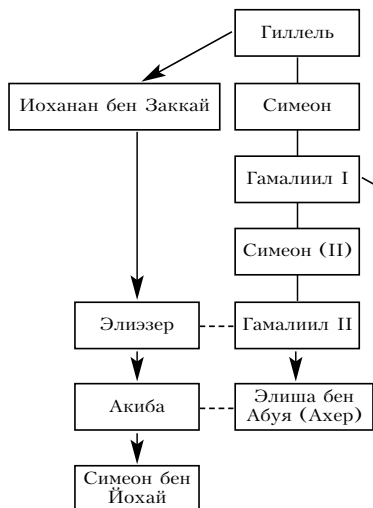 Гиллель
Иоханан бен Заккай
Симеон
Гамалиил I
Симеон (II)
Элиэзер
Гамалиил II
Акиба
Элиша бен
Абуя (Ахер)
Симеон бен
Йохай